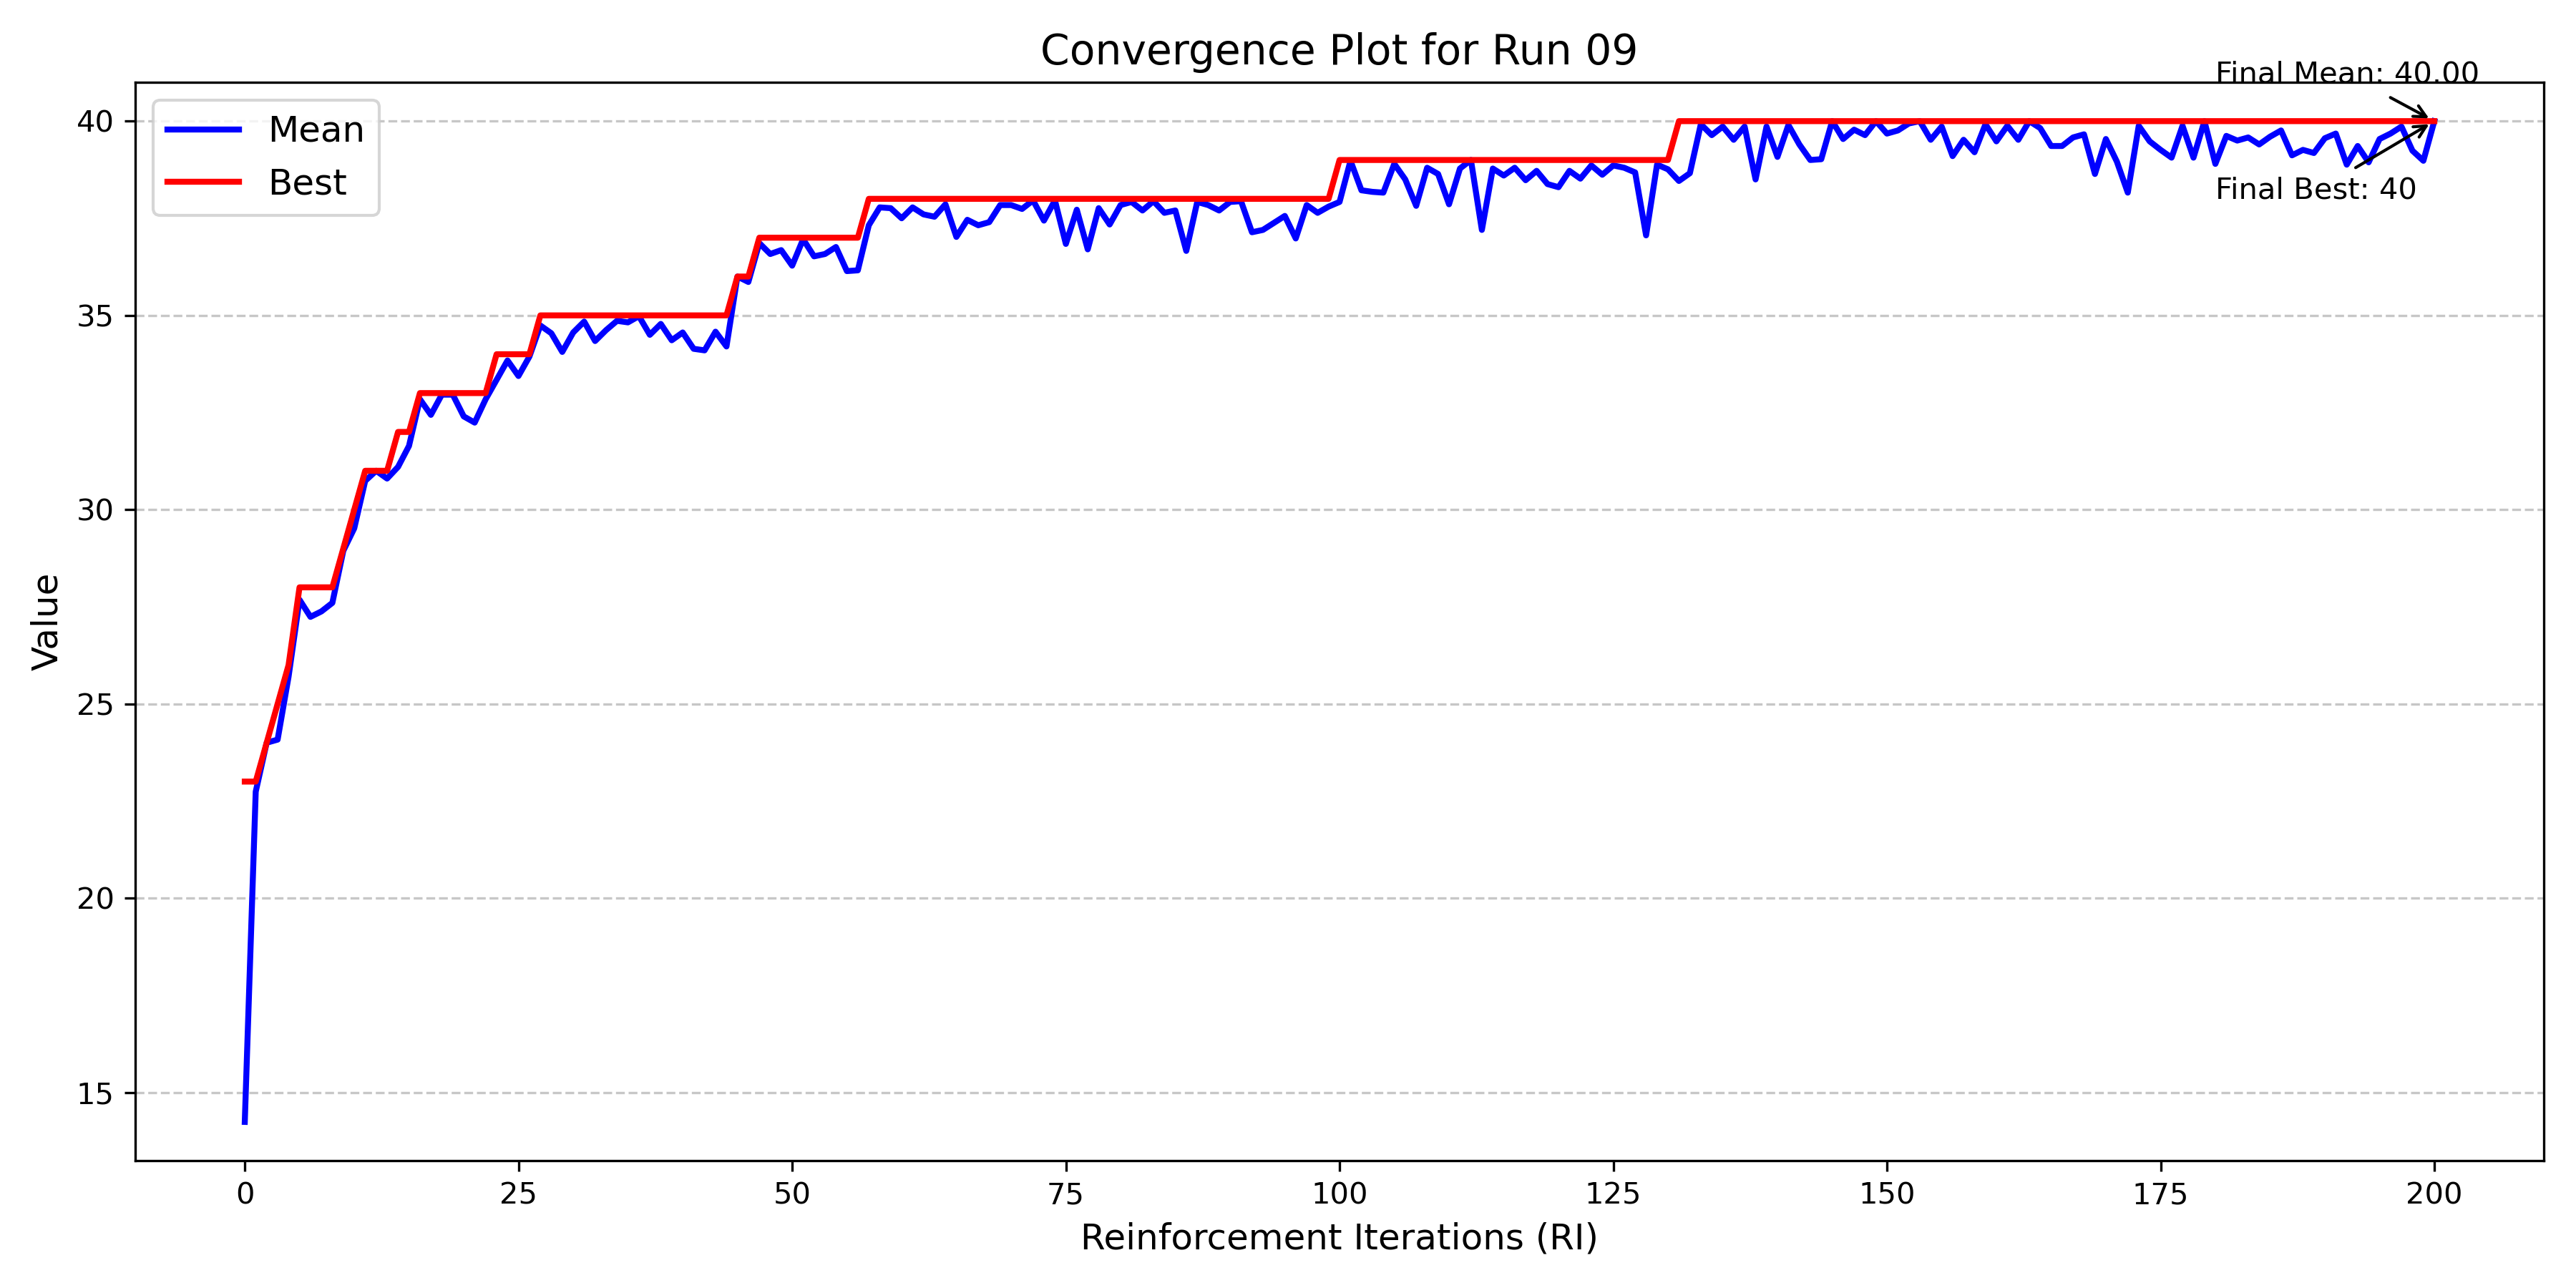 Convergence Plot for Run 09
Final Mean: 40.00
Mean
Best
Final Best: 40
40
35
30
25
20
15
Value
0 25 50 75 100 125 150 175 200
Reinforcement Iterations (RI)